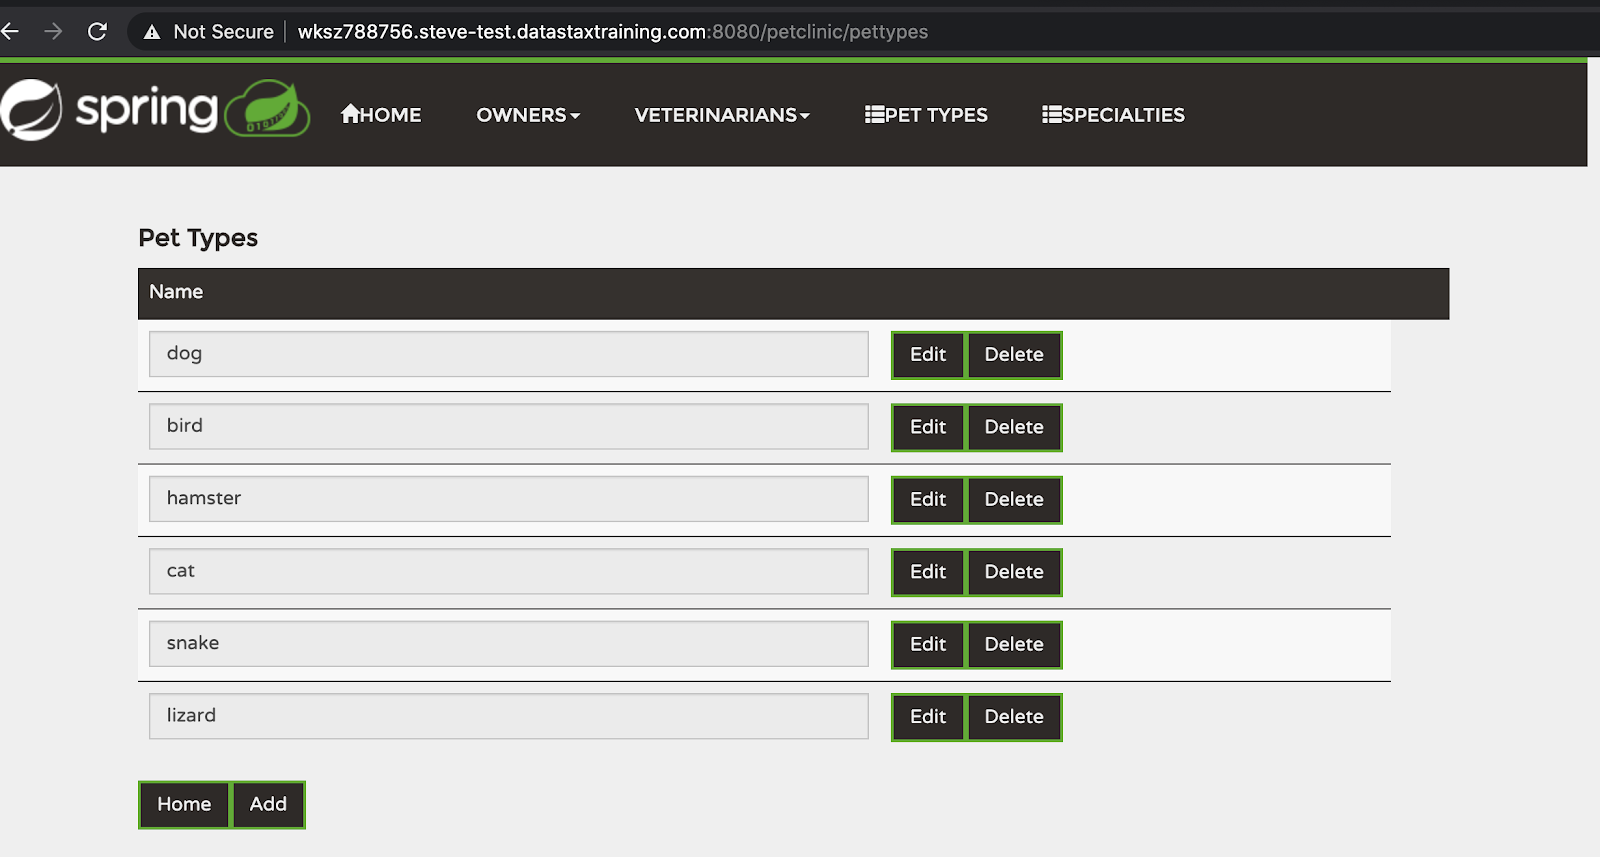 Not Secure wksz788756.steve-test.datastaxtraining.com:8080/petclinic/pettypes
spring HOME OWNERS VETERINARIANS PET TYPES SPECIALTIES
Pet Types
Name
dog Edit Delete
bird Edit Delete
hamster Edit Delete
cat Edit Delete
snake Edit Delete
lizard Edit Delete
Home Add